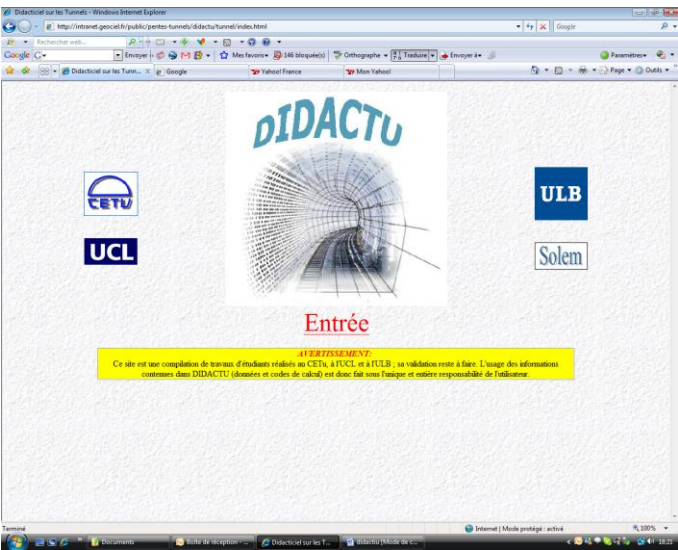 Didacticiel sur les Tunnels - Windows Internet Explorer
http://intranet.geociel.fr/public/pentes-tunnels/didactu/tunnel/index.html
Google
Rechercher web...
Google G Envoyer Mes favoris 146 bloquée(s) Orthographe Traduire Envoyer à Paramètres
Didacticiel sur les Tunn... Google Yahoo! France Mon Yahoo! Page Outils
DIDACTU
CETU
ULB
UCL
Solem
Entrée
AVERTISSEMENT:
Ce site est une compilation de travaux d'étudiants réalisés au CETu, à l'UCL et à l'ULB ; sa validation reste à faire. L'usage des informations
contenues dans DIDACTU (données et codes de calcul) est donc fait sous l'unique et entière responsabilité de l'utilisateur.
Terminé Internet | Mode protégé : activé 100%
Documents Boîte de réception - ... Didacticiel sur les T... didactu [Mode de c... 18:21